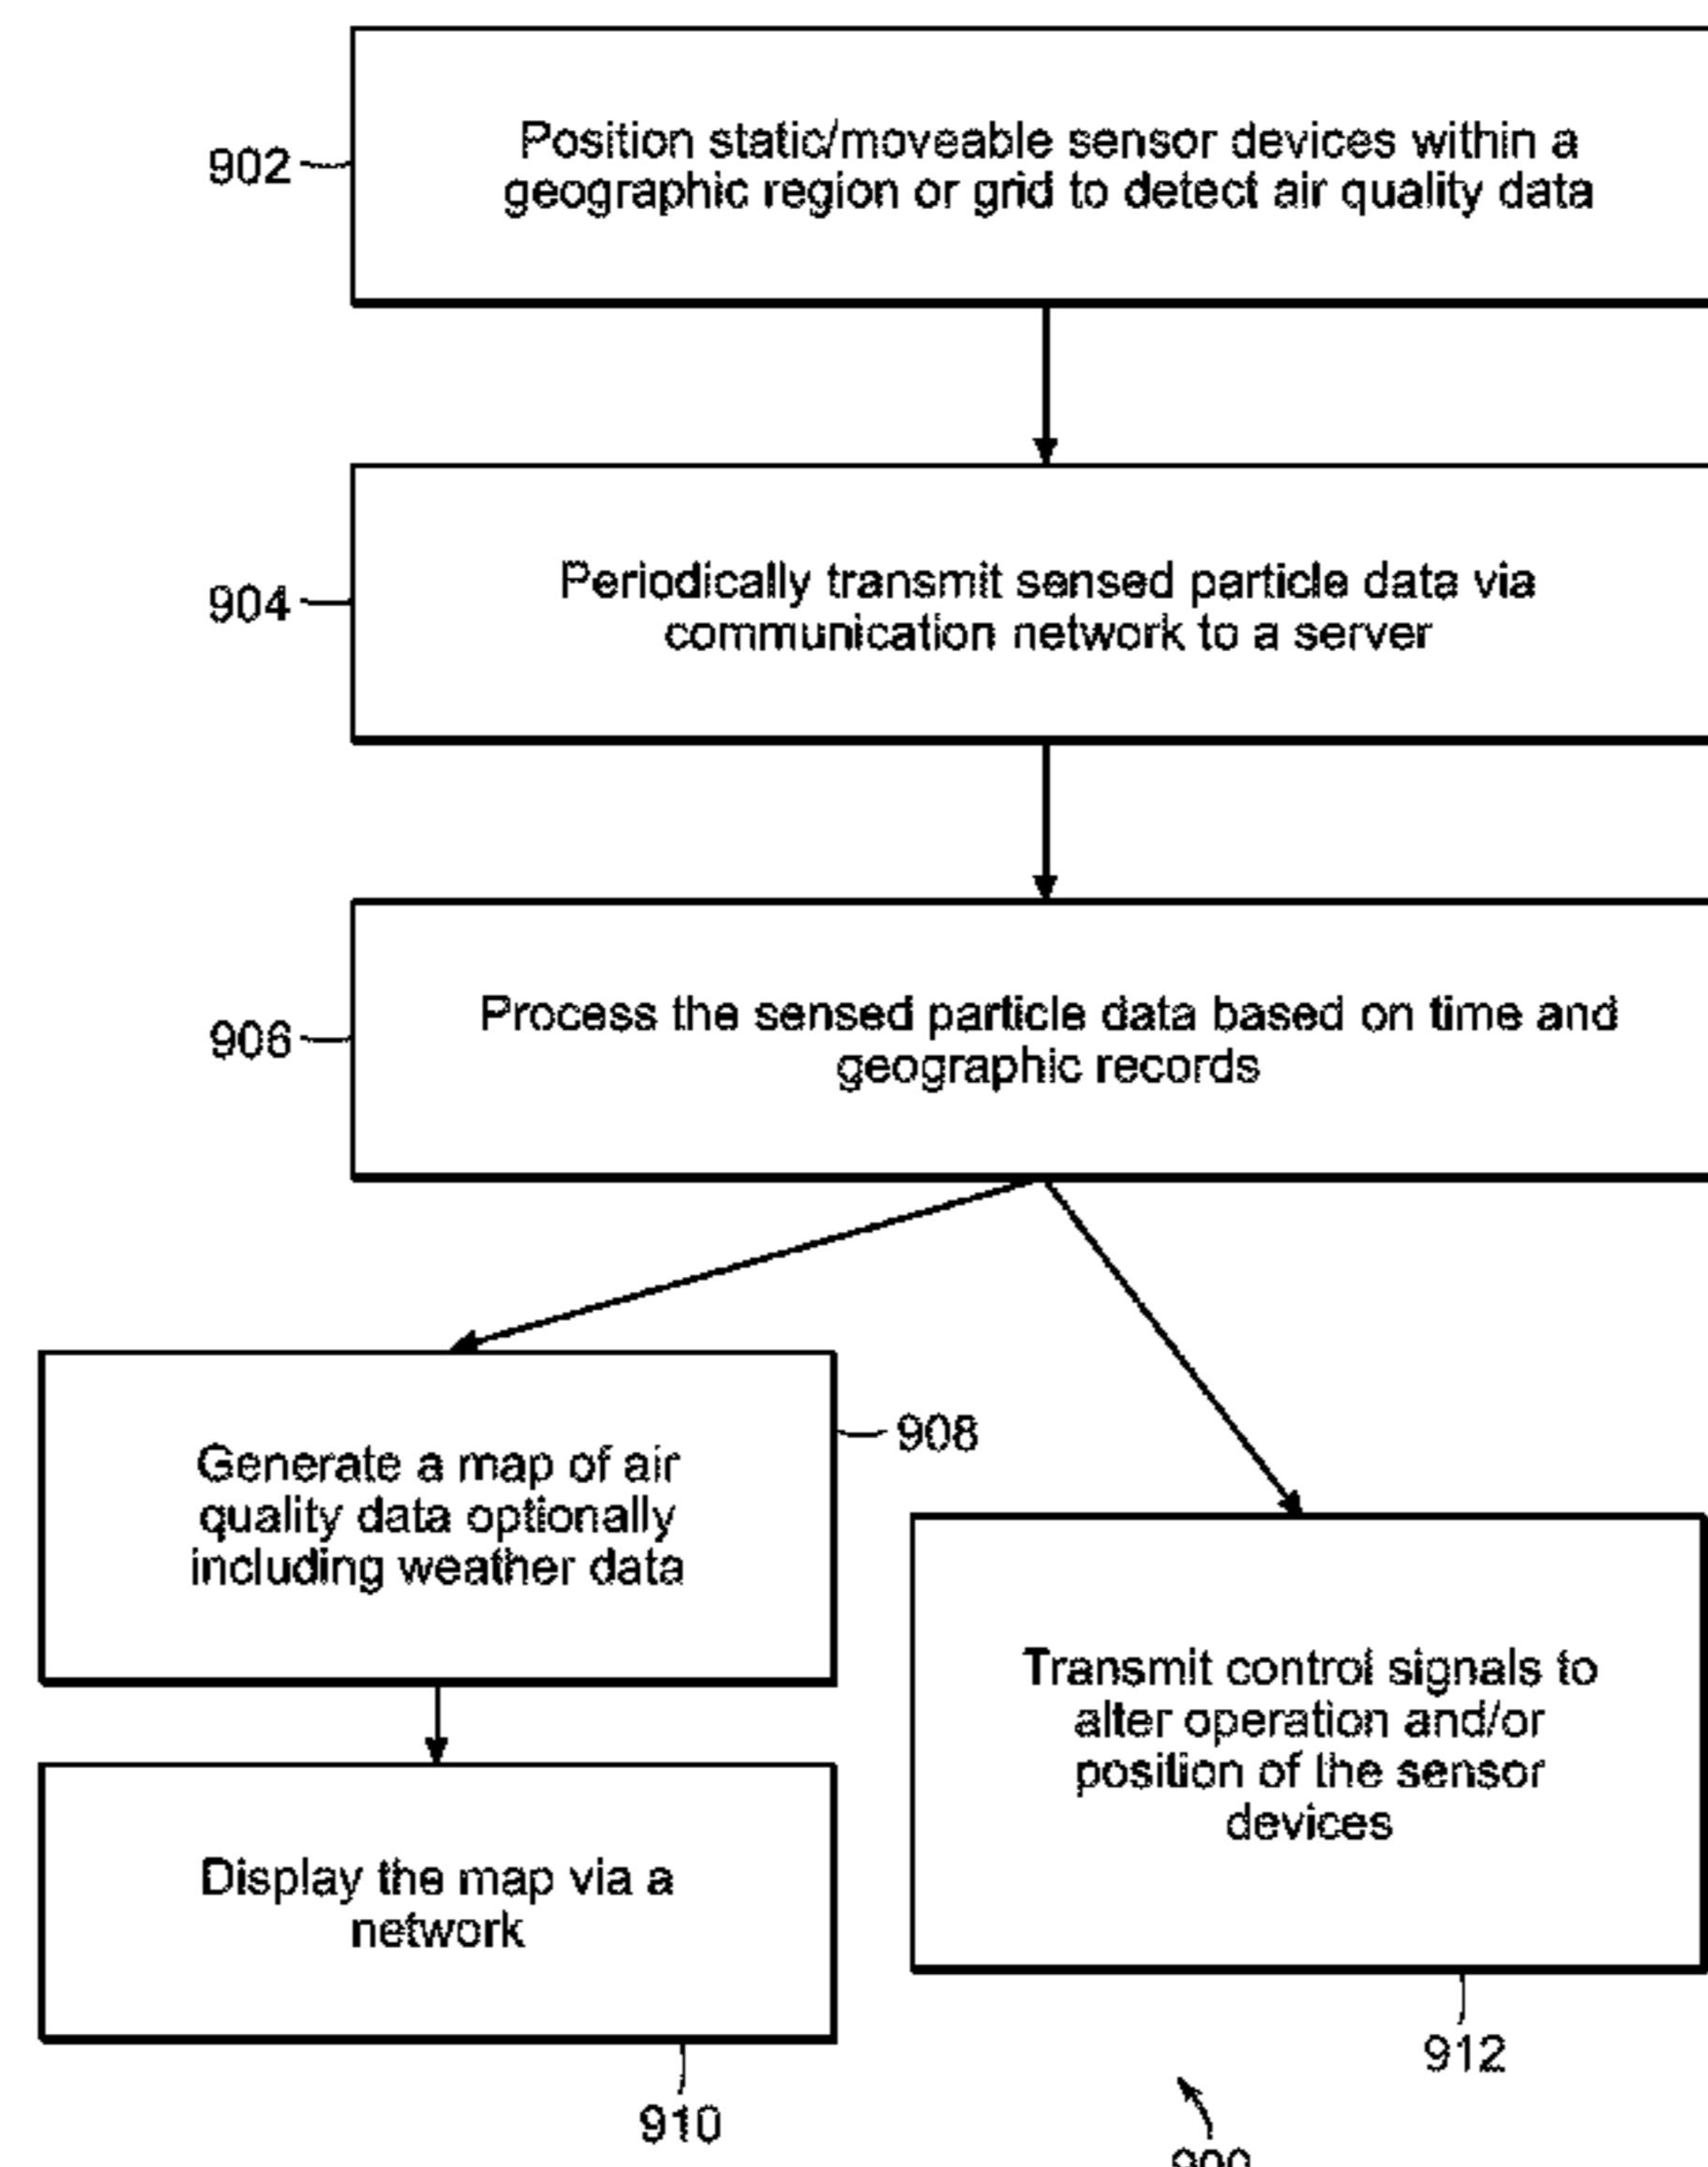 Position static/moveable sensor devices within a
geographic region or grid to detect air quality data
902
Periodically transmit sensed particle data via
communication network to a server
904
Process the sensed particle data based on time and
geographic records
906
Generate a map of air
quality data optionally
including weather data
908
Transmit control signals to
alter operation and/or
position of the sensor
devices
Display the map via a
network
912
910